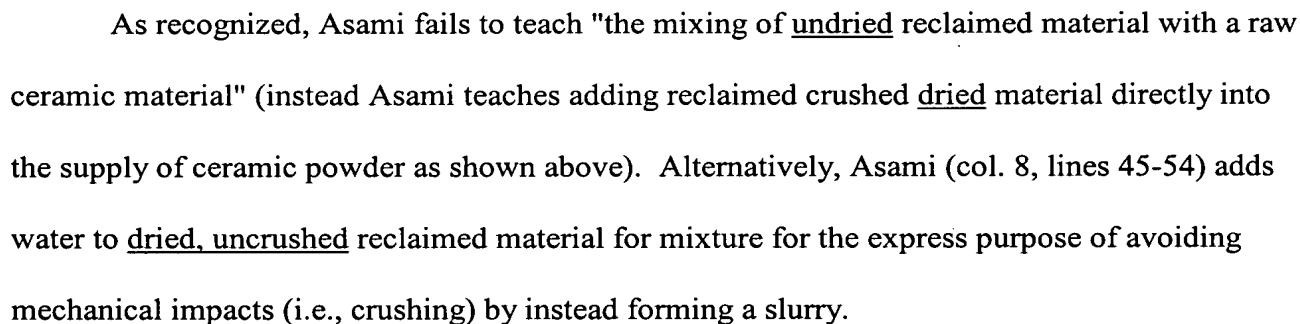 As recognized, Asami fails to teach "the mixing of undried reclaimed material with a raw
ceramic material" (instead Asami teaches adding reclaimed crushed dried material directly into
the supply of ceramic powder as shown above). Alternatively, Asami (col. 8, lines 45-54) adds
water to dried, uncrushed reclaimed material for mixture for the express purpose of avoiding
mechanical impacts (i.e., crushing) by instead forming a slurry.